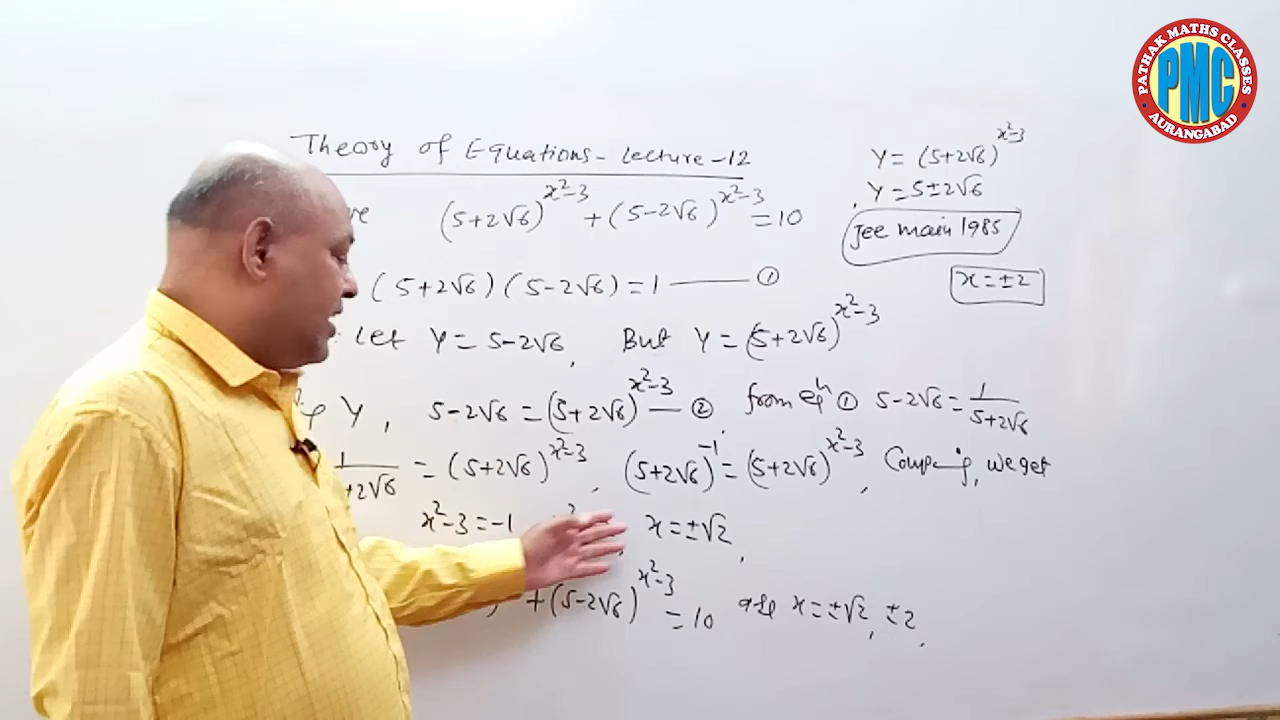 PATHAK MATHS CLASSES
PMC
AURANGABAD
Theory of Equations - Lecture - 12
(5+2√6)^(x²-3) + (5-2√6)^(x²-3) = 10
Y = (5+2√6)^(x²-3)
, Y = 5±2√6
Jee main 1985
x = ±2
(5+2√6)(5-2√6) = 1 —— ①
Let Y = 5-2√6, But Y = (5+2√6)^(x²-3)
Y, 5-2√6 = (5+2√6)^(x²-3) — ②, from eqⁿ ① 5-2√6 = 1/(5+2√6)
= (5+2√6)^(x²-3), (5+2√6)^(-1) = (5+2√6)^(x²-3), Comparing, we get
x²-3 = -1, x = ±√2,
+(5-2√6)^(x²-3) = 10 are x = ±√2, ±2,